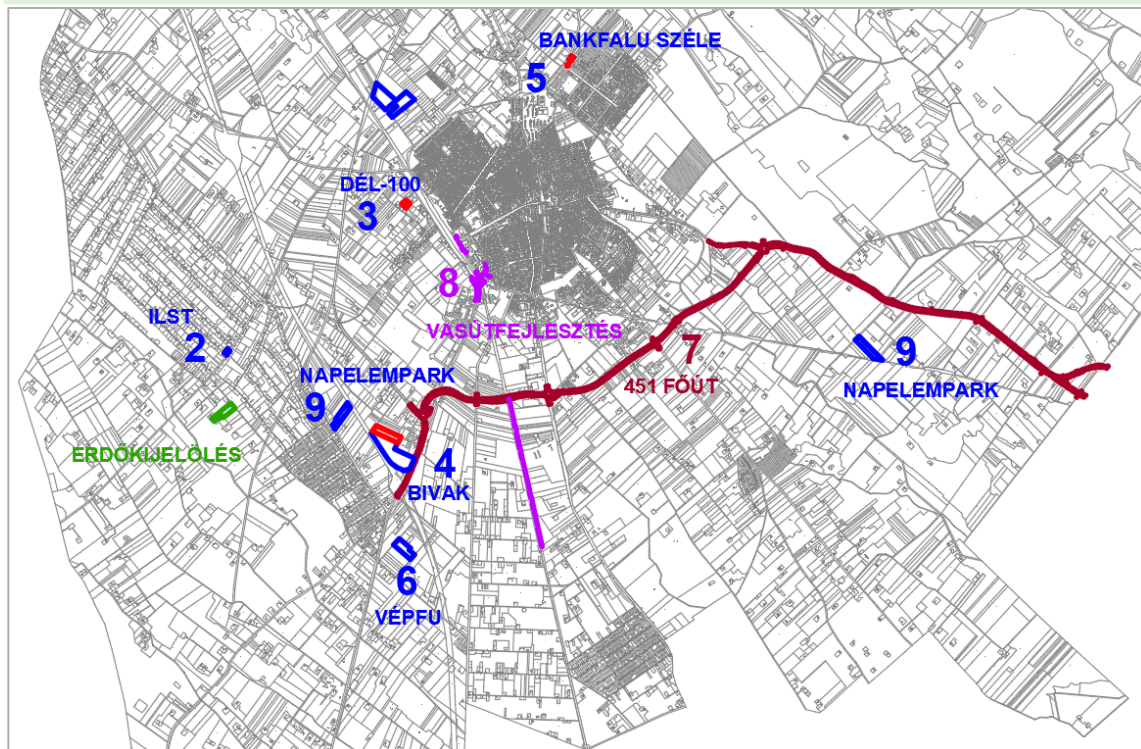 BANKFALU SZÉLE
5
DÉL-100
3
8
VASÚTFEJLESZTÉS
ILST
2
NAPELEMPARK
9
7
451 FŐÚT
9
NAPELEMPARK
ERDŐKIJELÖLÉS
4
BIVAK
6
VÉPFU